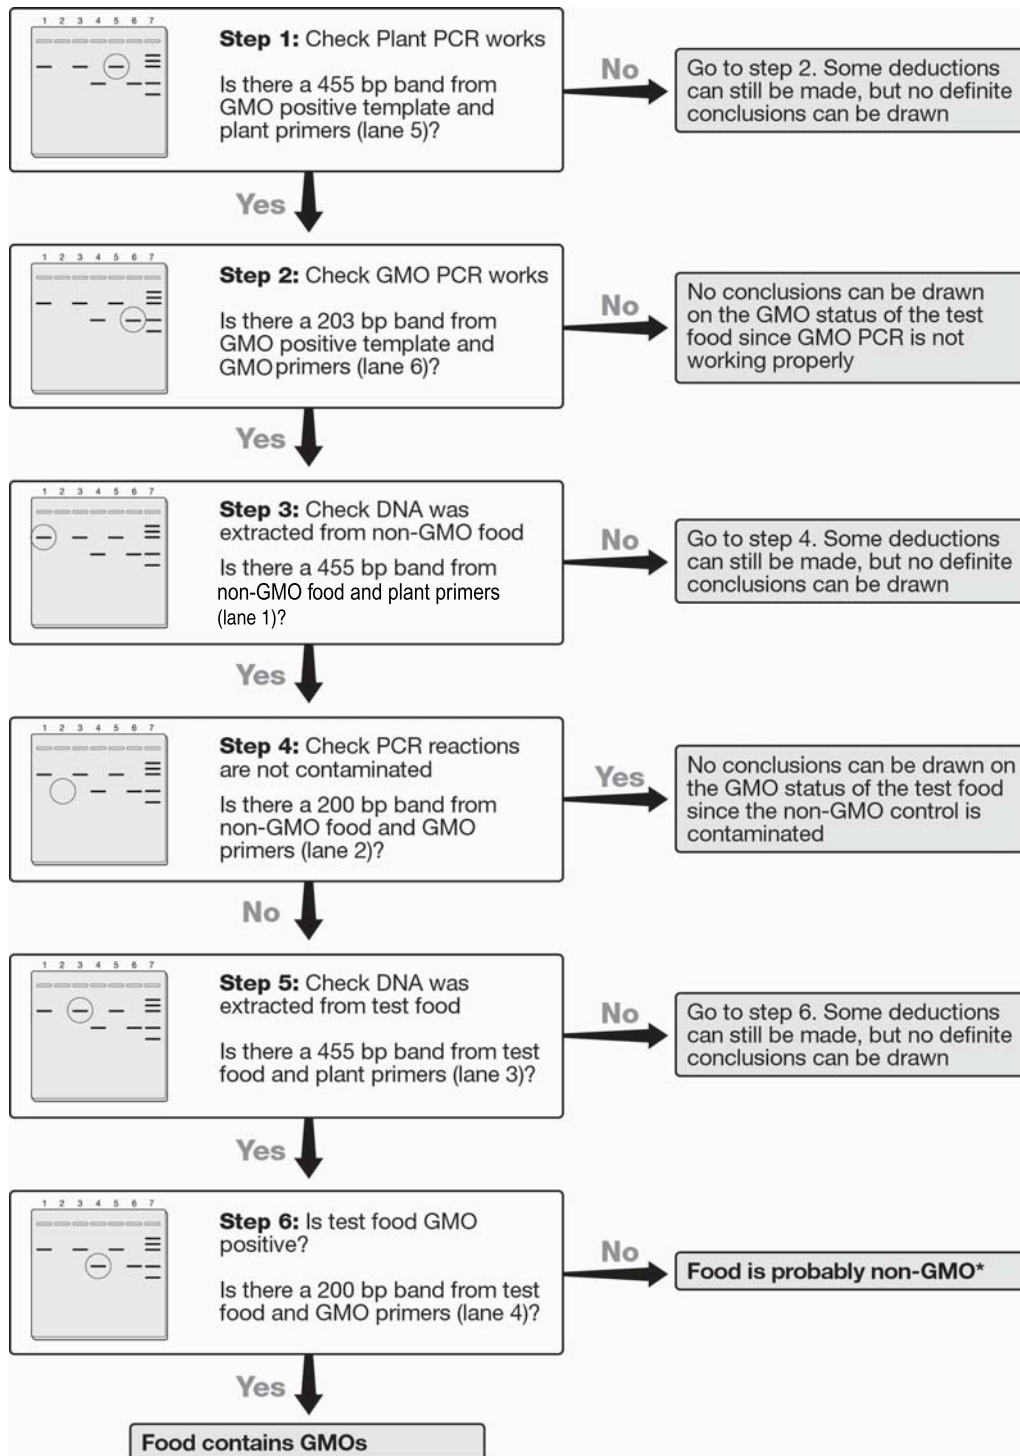 1 2 3 4 5 6 7
Step 1: Check Plant PCR works
Is there a 455 bp band from
GMO positive template and
plant primers (lane 5)?
No
Go to step 2. Some deductions
can still be made, but no definite
conclusions can be drawn
Yes
1 2 3 4 5 6 7
Step 2: Check GMO PCR works
Is there a 203 bp band from
GMO positive template and
GMO primers (lane 6)?
No
No conclusions can be drawn
on the GMO status of the test
food since GMO PCR is not
working properly
Yes
1 2 3 4 5 6 7
Step 3: Check DNA was
extracted from non-GMO food
Is there a 455 bp band from
non-GMO food and plant primers
(lane 1)?
No
Go to step 4. Some deductions
can still be made, but no definite
conclusions can be drawn
Yes
1 2 3 4 5 6 7
Step 4: Check PCR reactions
are not contaminated
Is there a 200 bp band from
non-GMO food and GMO
primers (lane 2)?
Yes
No conclusions can be drawn on
the GMO status of the test food
since the non-GMO control is
contaminated
No
1 2 3 4 5 6 7
Step 5: Check DNA was
extracted from test food
Is there a 455 bp band from test
food and plant primers (lane 3)?
No
Go to step 6. Some deductions
can still be made, but no definite
conclusions can be drawn
Yes
1 2 3 4 5 6 7
Step 6: Is test food GMO
positive?
Is there a 200 bp band from test
food and GMO primers (lane 4)?
No
Food is probably non-GMO*
Yes
Food contains GMOs